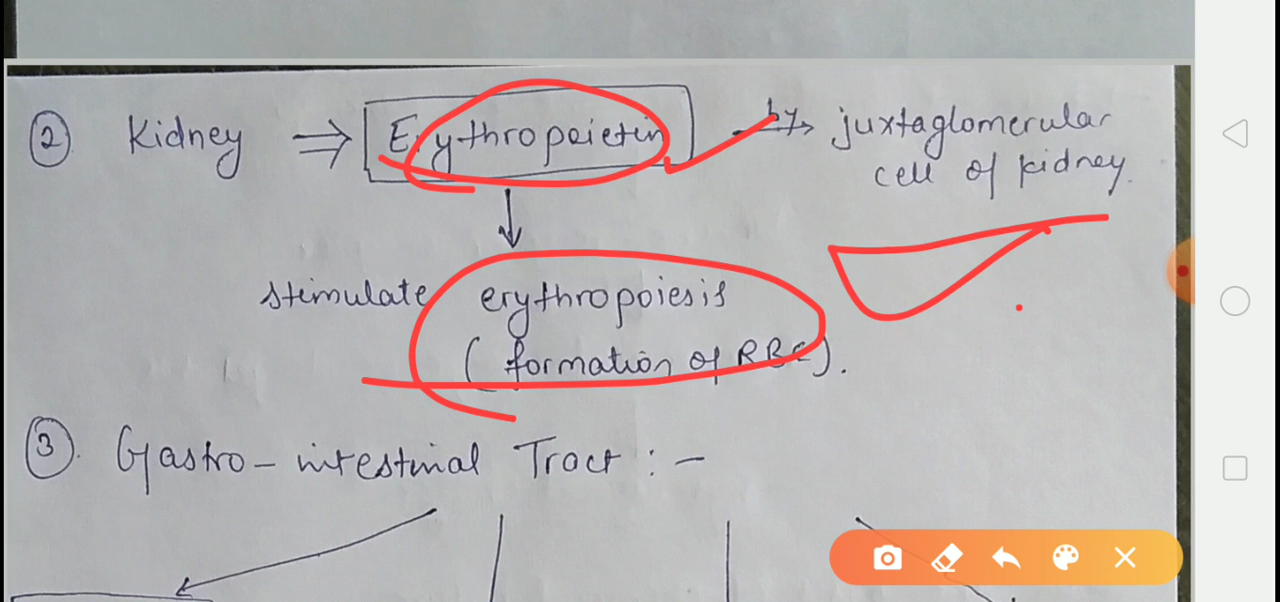 ② Kidney ⇒ Erythropoietin by juxtaglomerular
cell of kidney.
↓
stimulate erythropoiesis
(formation of RBC).
③ Gastro-intestinal Tract :-